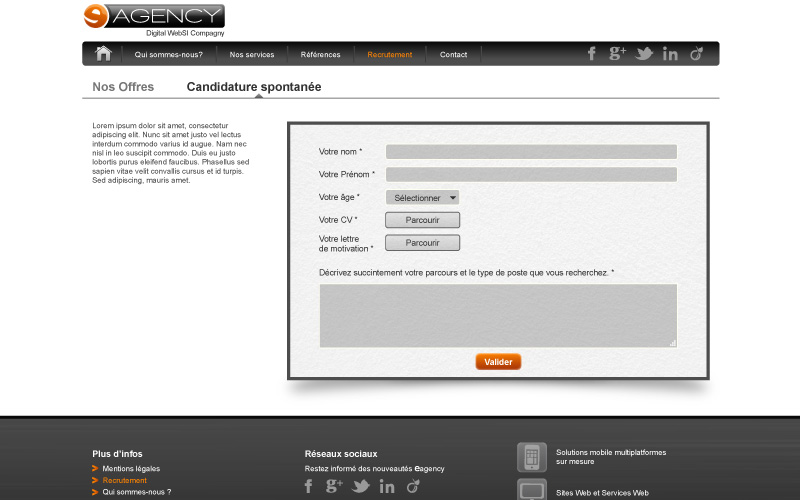 e AGENCY
Digital WebSI Compagny
Qui sommes-nous?
Nos services
Références
Recrutement
Contact
Nos Offres
Candidature spontanée
Lorem ipsum dolor sit amet, consectetur
adipiscing elit. Nunc sit amet justo vel lectus
interdum commodo varius id augue. Nam nec
nisl in leo suscipit commodo. Duis eu justo
lobortis purus eleifend faucibus. Phasellus sed
sapien vitae velit convallis cursus et id turpis.
Sed adipiscing, mauris amet.
Votre nom *
Votre Prénom *
Votre âge *
Sélectionner
Votre CV *
Parcourir
Votre lettre
de motivation *
Parcourir
Décrivez succintement votre parcours et le type de poste que vous recherchez. *
Valider
Plus d'infos
Mentions légales
Recrutement
Qui sommes-nous ?
Réseaux sociaux
Restez informé des nouveautés eagency
Solutions mobile multiplatformes
sur mesure
Sites Web et Services Web